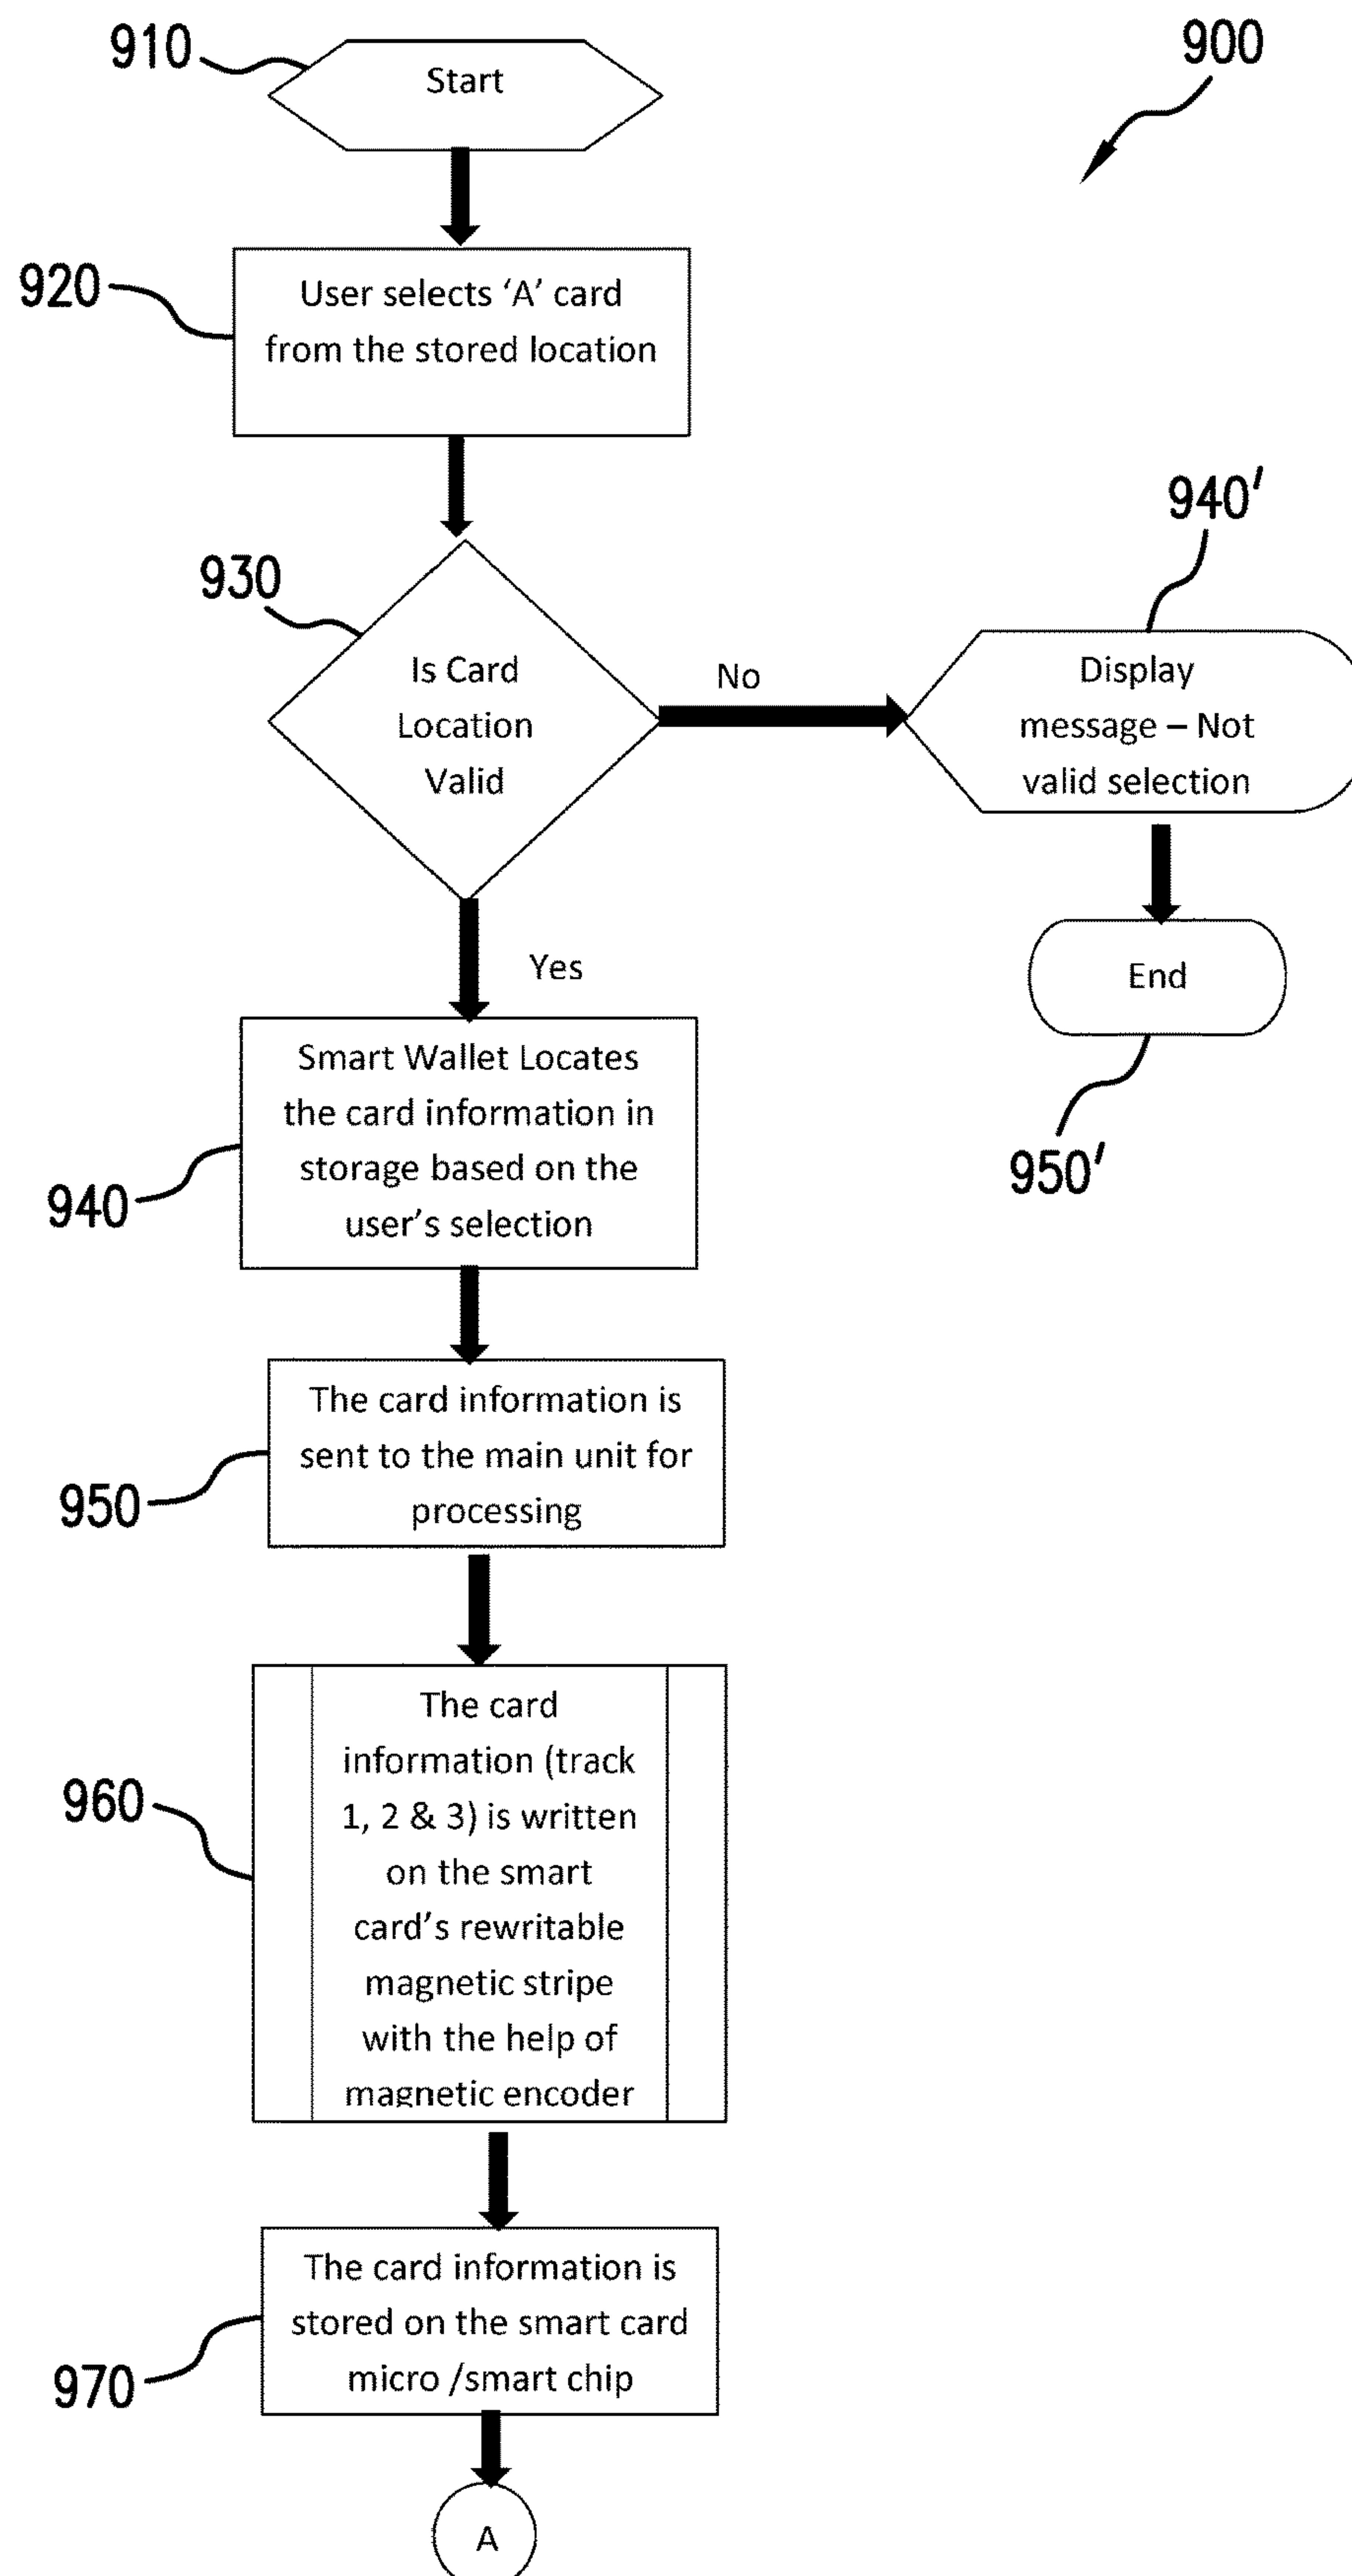 910
Start
900
920
User selects ‘A’ card
from the stored location
930
Is Card
Location
Valid
No
940′
Display
message – Not
valid selection
Yes
End
950′
940
Smart Wallet Locates
the card information in
storage based on the
user’s selection
950
The card information is
sent to the main unit for
processing
960
The card
information (track
1, 2 & 3) is written
on the smart
card’s rewritable
magnetic stripe
with the help of
magnetic encoder
970
The card information is
stored on the smart card
micro /smart chip
A